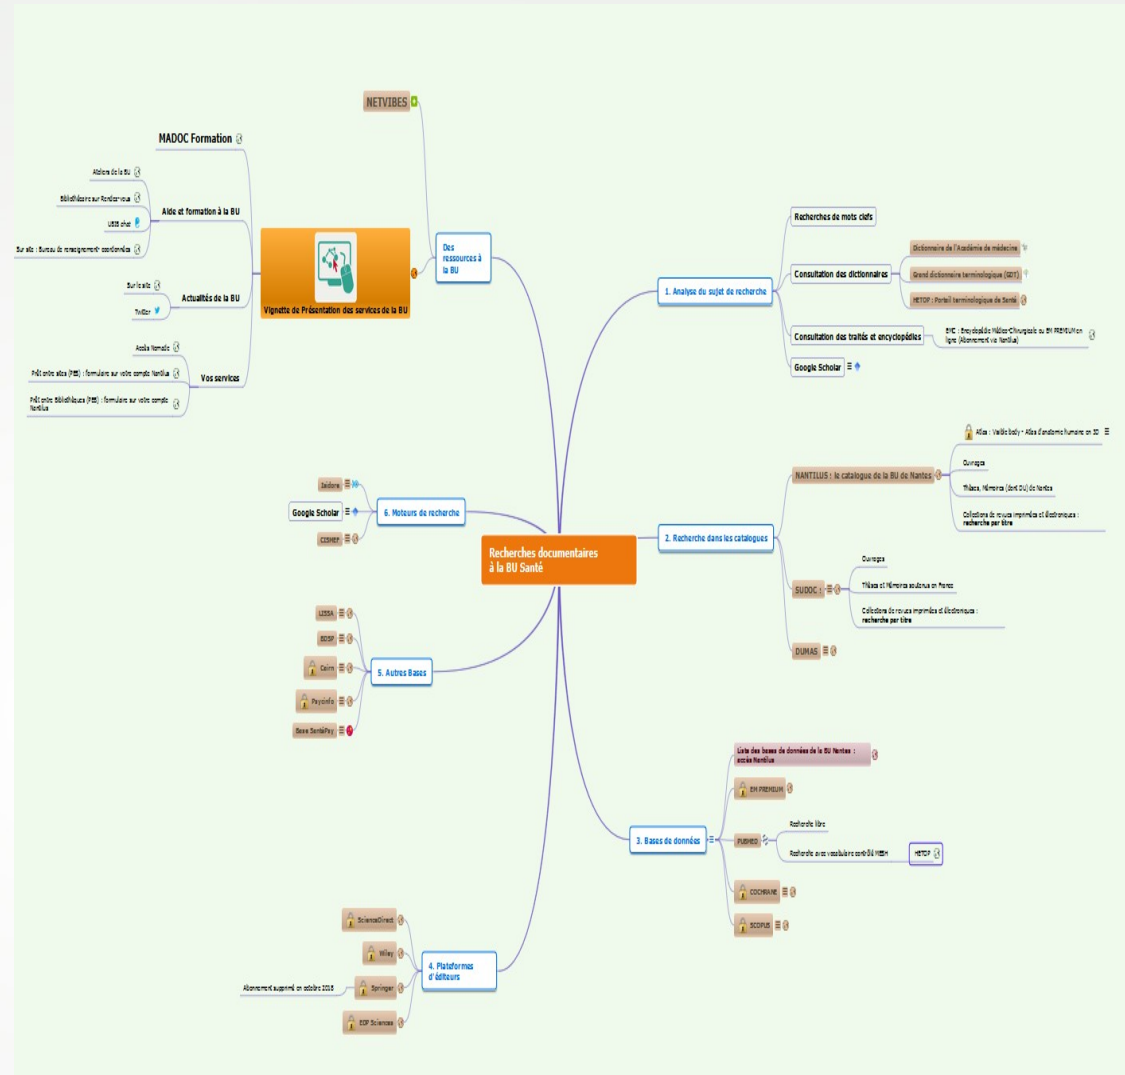 Recherches documentaires
à la BU Santé
1. Analyse du sujet de recherche
Recherches de mots clefs
Consultation des dictionnaires
Dictionnaire de l'Académie de médecine
Grand dictionnaire terminologique (GDT)
HETOP : Portail terminologique de Santé
Consultation des traités et encyclopédies
EMC : Encyclopédie Médico-Chirurgicale ou EM PREMIUM en
ligne (Abonnement via Nantilus)
Google Scholar
2. Recherche dans les catalogues
NANTILUS : le catalogue de la BU de Nantes
Atlas : Visible body - Atlas d'anatomie humaine en 3D
Ouvrages
Thèses, Mémoires (dont DU) de Nantes
Collections de revues imprimées et électroniques :
recherche par titre
SUDOC :
Ouvrages
Thèses et Mémoires soutenus en France
Collections de revues imprimées et électroniques :
recherche par titre
DUMAS
3. Bases de données
Liste des bases de données de la BU Nantes :
accès Nantilus
EM PREMIUM
PUBMED
Recherche libre
Recherche avec vocabulaire contrôlé MESH
HETOP
COCHRANE
SCOPUS
4. Plateformes
d'éditeurs
ScienceDirect
Wiley
Springer
Abonnement supprimé en octobre 2018
EDP Sciences
5. Autres Bases
LISSA
BDSP
Cairn
Psycinfo
Base SantéPsy
6. Moteurs de recherche
Isidore
Google Scholar
CISMEF
Des
ressources à
la BU
NETVIBES
Vignette de Présentation des services de la BU
MADOC Formation
Aide et formation à la BU
Ateliers de la BU
Bibliothécaire sur Rendez-vous
UBIB chat
Sur site : Bureau de renseignement- coordonnées
Actualités de la BU
Sur le site
Twitter
Vos services
Accès Nomade
Prêt entre sites (PES) : formulaire sur votre compte Nantilus
Prêt entre Bibliothèques (PEB) : formulaire sur votre compte
Nantilus